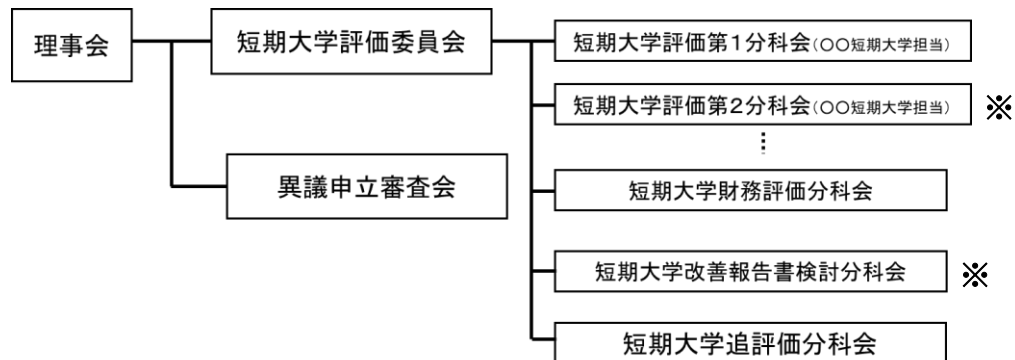 理事会
短期大学評価委員会
異議申立審査会
短期大学評価第1分科会(〇〇短期大学担当)
短期大学評価第2分科会(〇〇短期大学担当) ※
短期大学財務評価分科会
短期大学改善報告書検討分科会 ※
短期大学追評価分科会